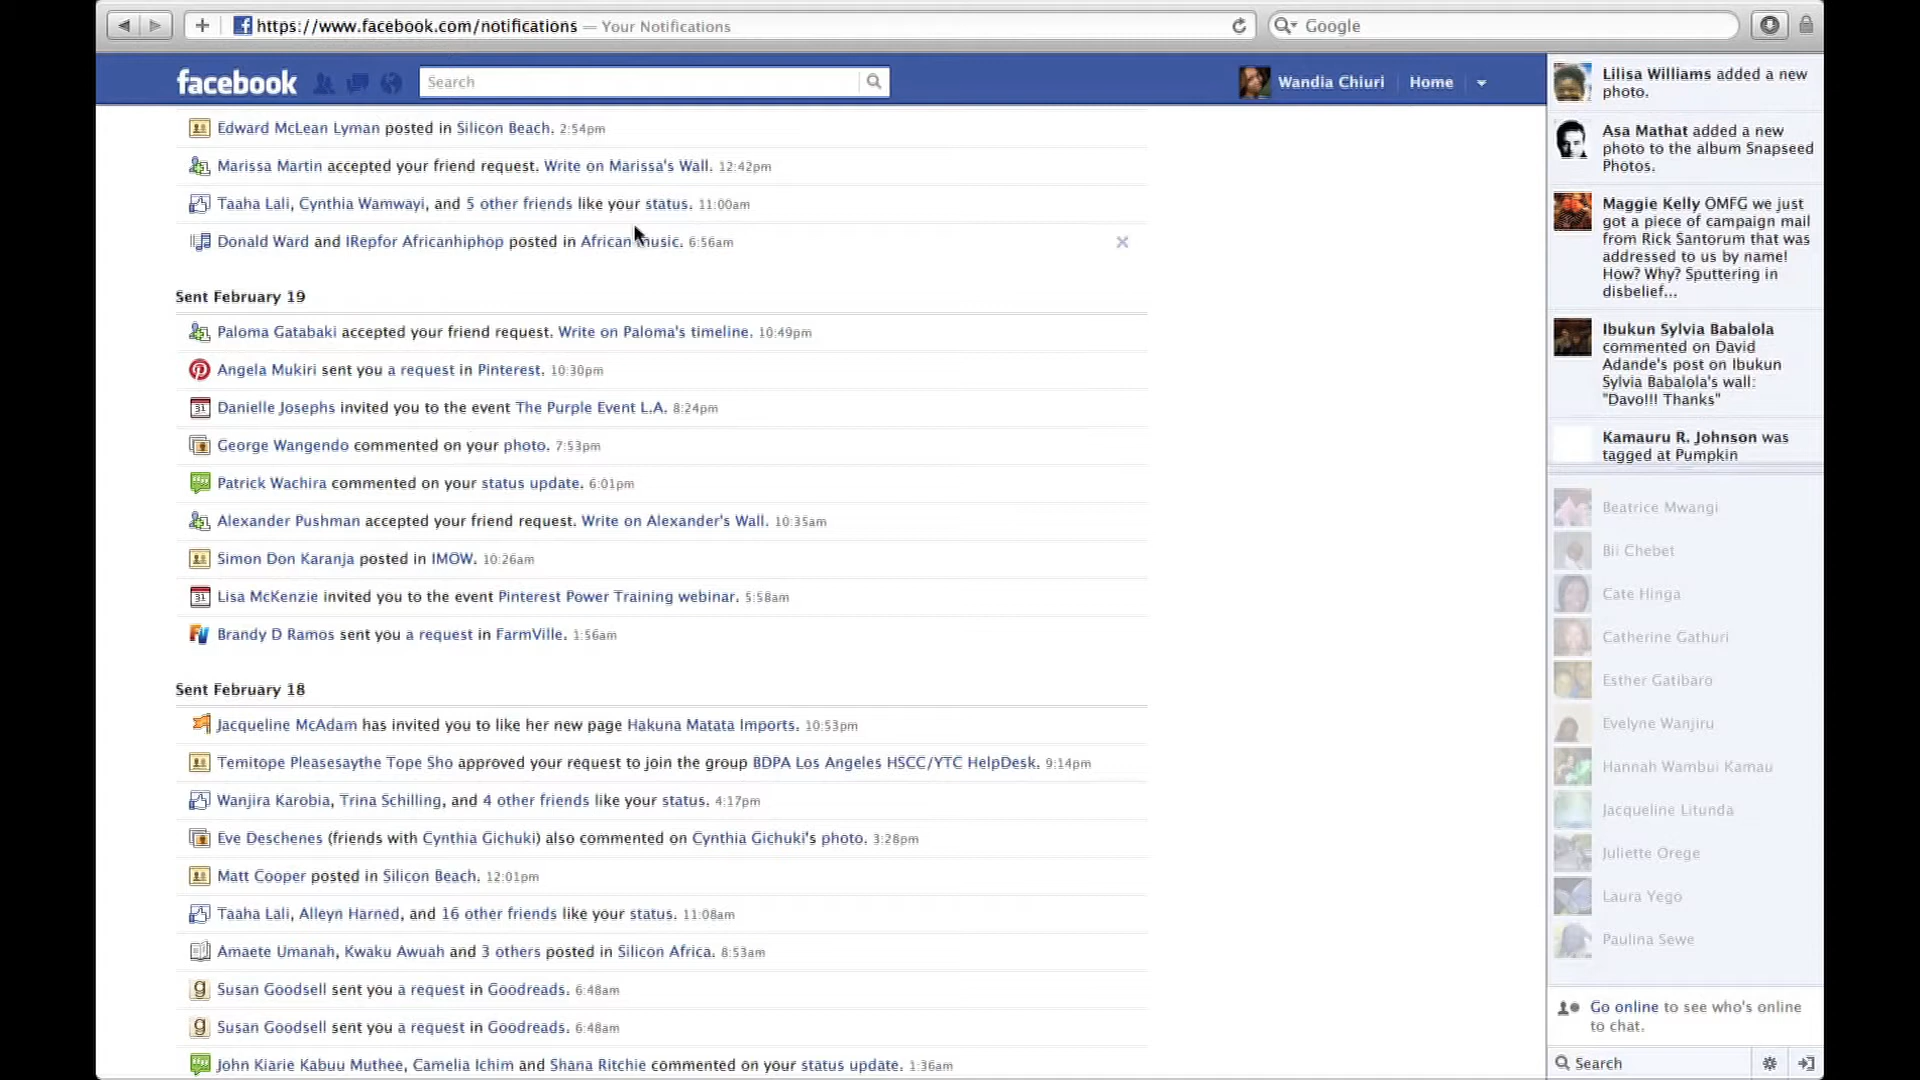 https://www.facebook.com/notifications — Your Notifications
Google
facebook
Search
Wandia Chiuri
Home
Edward McLean Lyman posted in Silicon Beach. 2:54pm
Marissa Martin accepted your friend request. Write on Marissa's Wall. 12:42pm
Taaha Lali, Cynthia Wamwayi, and 5 other friends like your status. 11:00am
Donald Ward and IRepfor Africanhiphop posted in African music. 6:56am
Sent February 19
Paloma Gatabaki accepted your friend request. Write on Paloma's timeline. 10:49pm
Angela Mukiri sent you a request in Pinterest. 10:30pm
Danielle Josephs invited you to the event The Purple Event L.A. 8:24pm
George Wangendo commented on your photo. 7:53pm
Patrick Wachira commented on your status update. 6:01pm
Alexander Pushman accepted your friend request. Write on Alexander's Wall. 10:35am
Simon Don Karanja posted in IMOW. 10:26am
Lisa McKenzie invited you to the event Pinterest Power Training webinar. 5:58am
Brandy D Ramos sent you a request in FarmVille. 1:56am
Sent February 18
Jacqueline McAdam has invited you to like her new page Hakuna Matata Imports. 10:53pm
Temitope Pleasesaythe Tope Sho approved your request to join the group BDPA Los Angeles HSCC/YTC HelpDesk. 9:14pm
Wanjira Karobia, Trina Schilling, and 4 other friends like your status. 4:17pm
Eve Deschenes (friends with Cynthia Gichuki) also commented on Cynthia Gichuki's photo. 3:28pm
Matt Cooper posted in Silicon Beach. 12:01pm
Taaha Lali, Alleyn Harned, and 16 other friends like your status. 11:08am
Amaete Umanah, Kwaku Awuah and 3 others posted in Silicon Africa. 8:53am
Susan Goodsell sent you a request in Goodreads. 6:48am
Susan Goodsell sent you a request in Goodreads. 6:48am
John Kiarie Kabuu Muthee, Camelia Ichim and Shana Ritchie commented on your status update. 1:36am
Lilisa Williams added a new
photo.
Asa Mathat added a new
photo to the album Snapseed
Photos.
Maggie Kelly OMFG we just
got a piece of campaign mail
from Rick Santorum that was
addressed to us by name!
How? Why? Sputtering in
disbelief...
Ibukun Sylvia Babalola
commented on David
Adande's post on Ibukun
Sylvia Babalola's wall:
"Davo!!! Thanks"
Kamauru R. Johnson was
tagged at Pumpkin
Beatrice Mwangi
Bii Chebet
Cate Hinga
Catherine Gathuri
Esther Gatibaro
Evelyne Wanjiru
Hannah Wambui Kamau
Jacqueline Litunda
Juliette Orege
Laura Yego
Paulina Sewe
Go online to see who's online
to chat.
Search